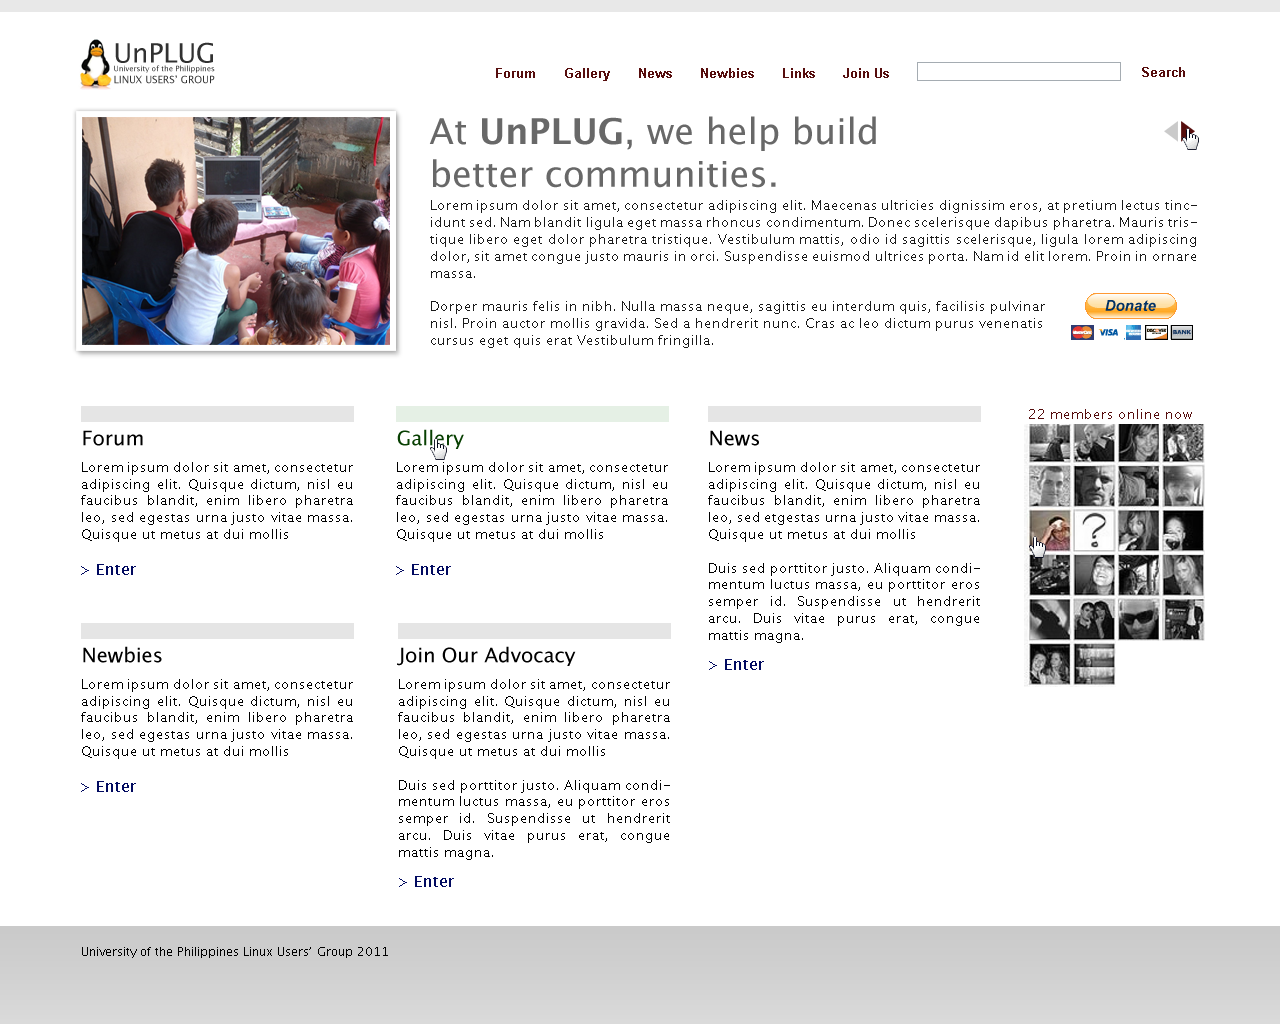 UnPLUG
University of the Philippines
LINUX USERS' GROUP
Forum Gallery News Newbies Links Join Us Search
At UnPLUG, we help build
better communities.
Lorem ipsum dolor sit amet, consectetur adipiscing elit. Maecenas ultricies dignissim eros, at pretium lectus tinc-
idunt sed. Nam blandit ligula eget massa rhoncus condimentum. Donec scelerisque dapibus pharetra. Mauris tris-
tique libero eget dolor pharetra tristique. Vestibulum mattis, odio id sagittis scelerisque, ligula lorem adipiscing
dolor, sit amet congue justo mauris in orci. Suspendisse euismod ultrices porta. Nam id elit lorem. Proin in ornare
massa.
Dorper mauris felis in nibh. Nulla massa neque, sagittis eu interdum quis, facilisis pulvinar
nisl. Proin auctor mollis gravida. Sed a hendrerit nunc. Cras ac leo dictum purus venenatis
cursus eget quis erat Vestibulum fringilla.
Donate
MasterCard VISA DISCOVER BANK
Forum
Lorem ipsum dolor sit amet, consectetur
adipiscing elit. Quisque dictum, nisl eu
faucibus blandit, enim libero pharetra
leo, sed egestas urna justo vitae massa.
Quisque ut metus at dui mollis
> Enter
Gallery
Lorem ipsum dolor sit amet, consectetur
adipiscing elit. Quisque dictum, nisl eu
faucibus blandit, enim libero pharetra
leo, sed egestas urna justo vitae massa.
Quisque ut metus at dui mollis
> Enter
News
Lorem ipsum dolor sit amet, consectetur
adipiscing elit. Quisque dictum, nisl eu
faucibus blandit, enim libero pharetra
leo, sed etgestas urna justo vitae massa.
Quisque ut metus at dui mollis
Duis sed porttitor justo. Aliquam condi-
mentum luctus massa, eu porttitor eros
semper id. Suspendisse ut hendrerit
arcu. Duis vitae purus erat, congue
mattis magna.
> Enter
22 members online now
?
Newbies
Lorem ipsum dolor sit amet, consectetur
adipiscing elit. Quisque dictum, nisl eu
faucibus blandit, enim libero pharetra
leo, sed egestas urna justo vitae massa.
Quisque ut metus at dui mollis
> Enter
Join Our Advocacy
Lorem ipsum dolor sit amet, consectetur
adipiscing elit. Quisque dictum, nisl eu
faucibus blandit, enim libero pharetra
leo, sed egestas urna justo vitae massa.
Quisque ut metus at dui mollis
Duis sed porttitor justo. Aliquam condi-
mentum luctus massa, eu porttitor eros
semper id. Suspendisse ut hendrerit
arcu. Duis vitae purus erat, congue
mattis magna.
> Enter
University of the Philippines Linux Users' Group 2011